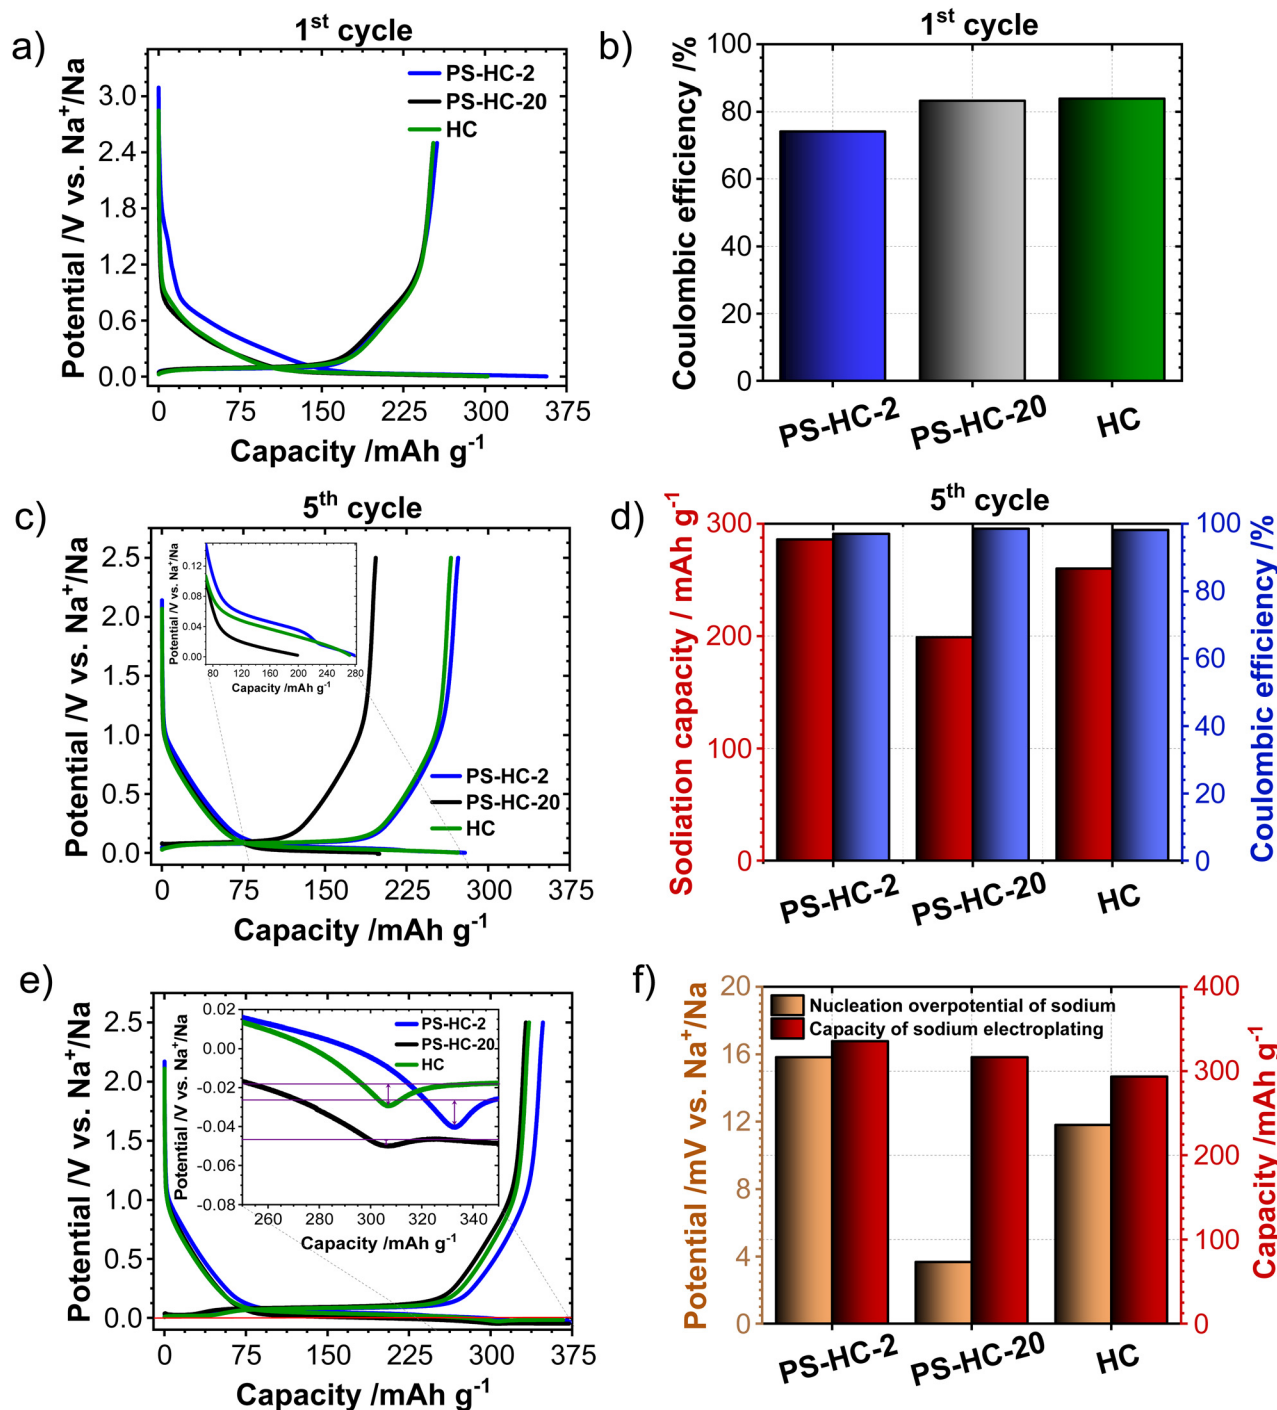 a)
1st cycle
Potential /V vs. Na+/Na
3.0
2.4
1.8
1.2
0.6
0.0
PS-HC-2
PS-HC-20
HC
0 75 150 225 300 375
Capacity /mAh g-1
b)
1st cycle
Coulombic efficiency /%
100
80
60
40
20
0
PS-HC-2 PS-HC-20 HC
c)
5th cycle
Potential /V vs. Na+/Na
2.5
2.0
1.5
1.0
0.5
0.0
Potential /V vs. Na+/Na
0.12
0.08
0.04
0.00
80 120 160 200 240 280
Capacity /mAh g-1
PS-HC-2
PS-HC-20
HC
0 75 150 225 300 375
Capacity /mAh g-1
d)
5th cycle
Sodiation capacity / mAh g-1
300
200
100
0
100
80
60
40
20
0
Coulombic efficiency /%
PS-HC-2 PS-HC-20 HC
e)
Potential /V vs. Na+/Na
2.5
2.0
1.5
1.0
0.5
0.0
Potential /V vs. Na+/Na
0.02
0.00
-0.02
-0.04
-0.06
-0.08
PS-HC-2
PS-HC-20
HC
260 280 300 320 340
Capacity /mAh g-1
0 75 150 225 300 375
Capacity /mAh g-1
f)
Potential /mV vs. Na+/Na
20
16
12
8
4
0
Nucleation overpotential of sodium
Capacity of sodium electroplating
400
300
200
100
0
Capacity /mAh g-1
PS-HC-2 PS-HC-20 HC